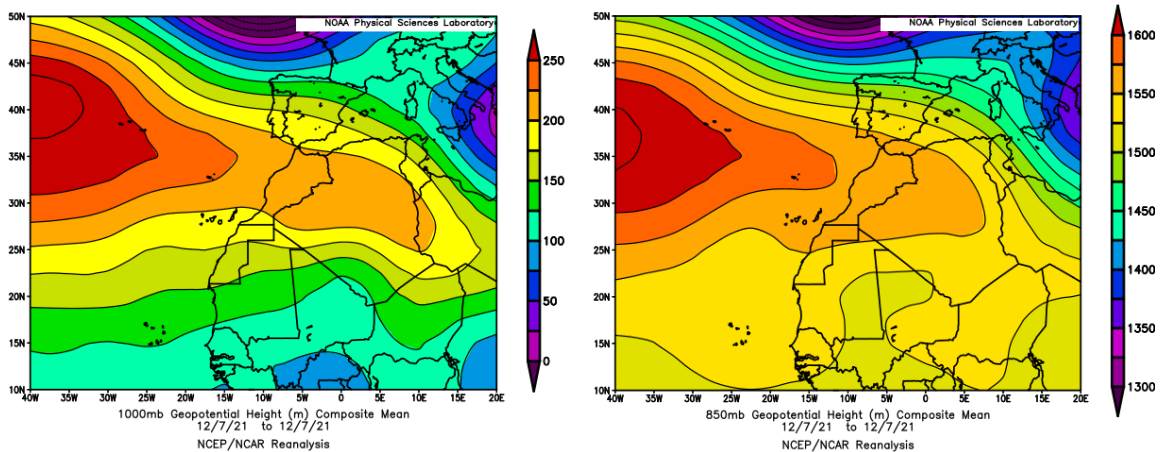 NOAA Physical Sciences Laboratory
50N
45N
40N
35N
30N
25N
20N
15N
10N
40W 35W 30W 25W 20W 15W 10W 5W 0 5E 10E 15E 20E
250
200
150
100
50
0
1000mb Geopotential Height (m) Composite Mean
12/7/21 to 12/7/21
NCEP/NCAR Reanalysis
NOAA Physical Sciences Laboratory
50N
45N
40N
35N
30N
25N
20N
15N
10N
40W 35W 30W 25W 20W 15W 10W 5W 0 5E 10E 15E 20E
1600
1550
1500
1450
1400
1350
1300
850mb Geopotential Height (m) Composite Mean
12/7/21 to 12/7/21
NCEP/NCAR Reanalysis